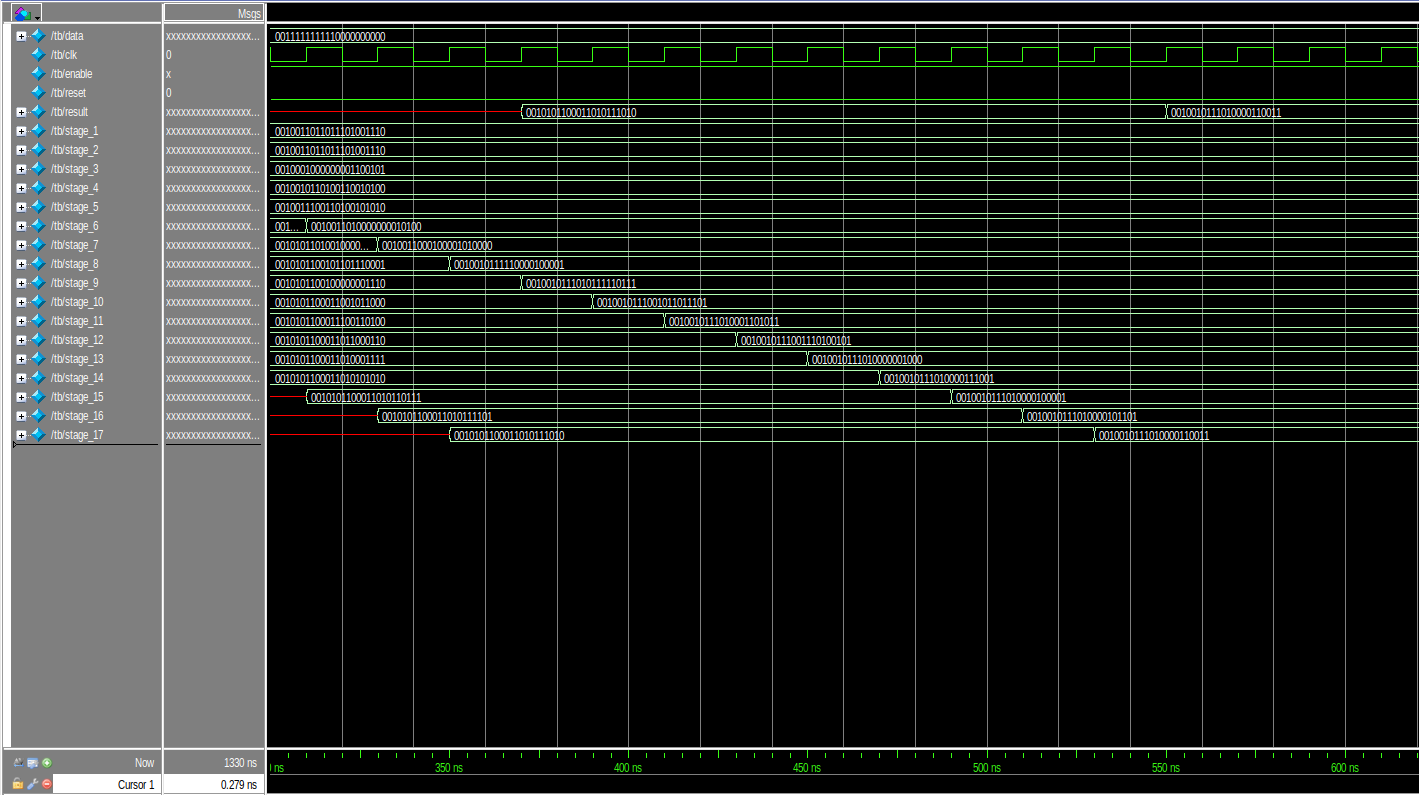 Msgs
/tb/data xxxxxxxxxxxxxxxxxx... 0011111111110000000000
/tb/clk 0
/tb/enable x
/tb/reset 0
/tb/result xxxxxxxxxxxxxxxxxx... 0010101100011010111010 0010010111010000110011
/tb/stage_1 xxxxxxxxxxxxxxxxxx... 0010011011011101001110
/tb/stage_2 xxxxxxxxxxxxxxxxxx... 0010011011011101001110
/tb/stage_3 xxxxxxxxxxxxxxxxxx... 0010001000000001100101
/tb/stage_4 xxxxxxxxxxxxxxxxxx... 0010010110100110010100
/tb/stage_5 xxxxxxxxxxxxxxxxxx... 0010011100110100101010
/tb/stage_6 xxxxxxxxxxxxxxxxxx... 001... 0010011010000000010100
/tb/stage_7 xxxxxxxxxxxxxxxxxx... 00101011010010000... 0010011000100001010000
/tb/stage_8 xxxxxxxxxxxxxxxxxx... 0010101100101101110001 0010010111110000100001
/tb/stage_9 xxxxxxxxxxxxxxxxxx... 0010101100100000001110 0010010111010111110111
/tb/stage_10 xxxxxxxxxxxxxxxxxx... 0010101100011001011000 0010010111001011011101
/tb/stage_11 xxxxxxxxxxxxxxxxxx... 0010101100011100110100 0010010111010001101011
/tb/stage_12 xxxxxxxxxxxxxxxxxx... 0010101100011011000110 0010010111001110100101
/tb/stage_13 xxxxxxxxxxxxxxxxxx... 0010101100011010001111 0010010111010000001000
/tb/stage_14 xxxxxxxxxxxxxxxxxx... 0010101100011010101010 0010010111010000111001
/tb/stage_15 xxxxxxxxxxxxxxxxxx... 0010101100011010110111 0010010111010000100001
/tb/stage_16 xxxxxxxxxxxxxxxxxx... 0010101100011010111101 0010010111010000101101
/tb/stage_17 xxxxxxxxxxxxxxxxxx... 0010101100011010111010 0010010111010000110011
Now 1330 ns ns 350 ns 400 ns 450 ns 500 ns 550 ns 600 ns
Cursor 1 0.279 ns